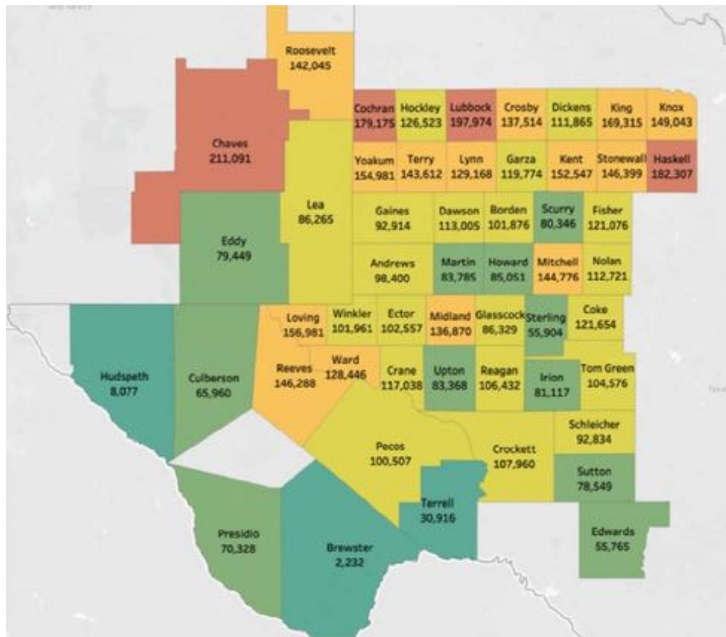 Roosevelt
142,045
Cochran
179,175
Hockley
126,523
Lubbock
197,974
Crosby
137,514
Dickens
111,865
King
169,315
Knox
149,043
Chaves
211,091
Yoakum
154,981
Terry
143,612
Lynn
129,168
Garza
119,774
Kent
152,547
Stonewall
146,399
Haskell
182,307
Lea
86,265
Gaines
92,914
Dawson
113,005
Borden
101,876
Scurry
80,346
Fisher
121,076
Eddy
79,449
Andrews
98,400
Martin
83,785
Howard
85,051
Mitchell
144,776
Nolan
112,721
Loving
156,981
Winkler
101,961
Ector
102,557
Midland
136,870
Glasscock
86,329
Sterling
55,904
Coke
121,654
Hudspeth
8,077
Culberson
65,960
Reeves
146,288
Ward
128,446
Crane
117,038
Upton
83,368
Reagan
106,432
Irion
81,117
Tom Green
104,576
Schleicher
92,834
Pecos
100,507
Crockett
107,960
Sutton
78,549
Terrell
30,916
Edwards
55,765
Presidio
70,328
Brewster
2,232